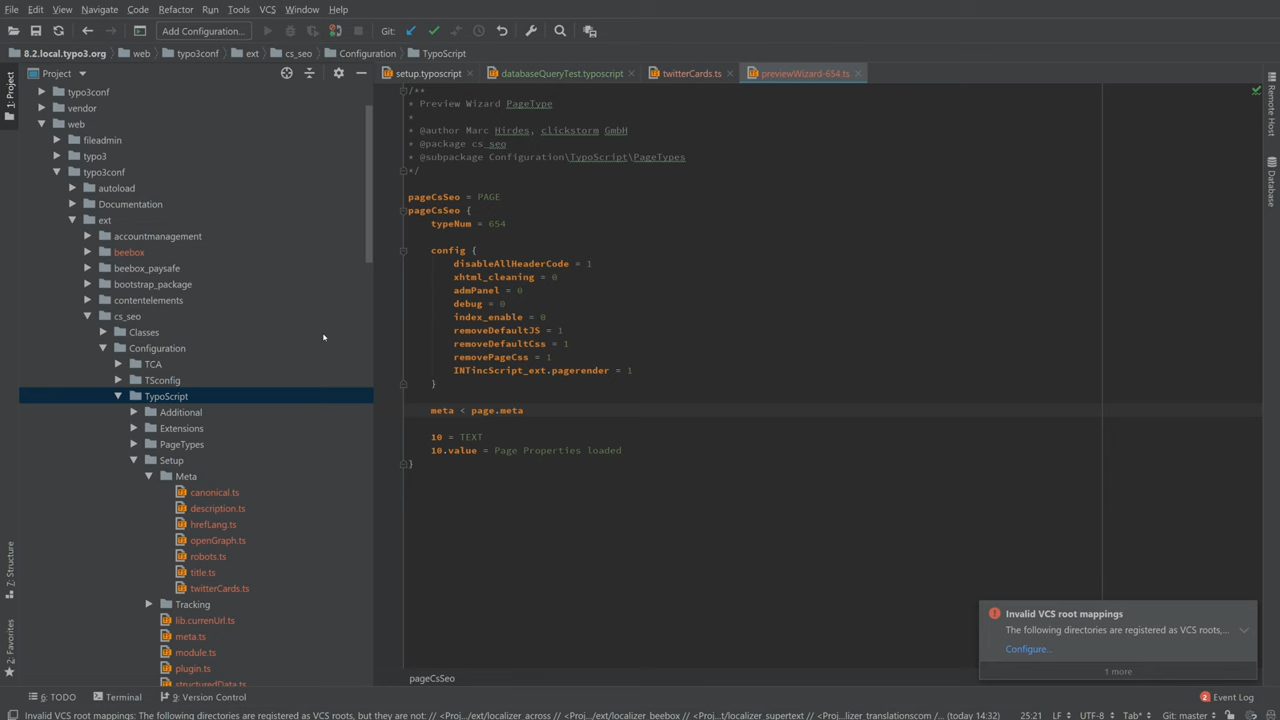 File Edit View Navigate Code Refactor Run Tools VCS Window Help
Add Configuration... Git:
8.2.local.typo3.org web typo3conf ext cs_seo Configuration TypoScript
Project
setup.typoscript databaseQueryTest.typoscript twitterCards.ts previewWizard-654.ts
1: Project
Z: Structure
2: Favorites
typo3conf
vendor
web
fileadmin
typo3
typo3conf
autoload
Documentation
ext
accountmanagement
beebox
beebox_paysafe
bootstrap_package
contentelements
cs_seo
Classes
Configuration
TCA
TSconfig
TypoScript
Additional
Extensions
PageTypes
Setup
Meta
canonical.ts
description.ts
hrefLang.ts
openGraph.ts
robots.ts
title.ts
twitterCards.ts
Tracking
lib.currenUrl.ts
meta.ts
module.ts
plugin.ts
structuredData.ts
/**
* Preview Wizard PageType
*
* @author Marc Hirdes, clickstorm GmbH
* @package cs_seo
* @subpackage Configuration\TypoScript\PageTypes
*/
pageCsSeo = PAGE
pageCsSeo {
typeNum = 654
config {
disableAllHeaderCode = 1
xhtml_cleaning = 0
admPanel = 0
debug = 0
index_enable = 0
removeDefaultJS = 1
removeDefaultCss = 1
removePageCss = 1
INTincScript_ext.pagerender = 1
}
meta < page.meta
10 = TEXT
10.value = Page Properties loaded
}
pageCsSeo
Remote Host
Database
Invalid VCS root mappings
The following directories are registered as VCS roots,...
Configure...
1 more
6: TODO Terminal 9: Version Control 2 Event Log
Invalid VCS root mappings: The following directories are registered as VCS roots, but they are not: // <Proj.../ext/localizer_across // <Proj.../ext/localizer_beebox // <Proj...t/localizer_supertext // <Proj...lizer_translationscom // ... (today 14:32) 25:21 LF UTF-8 Tab* Git: master